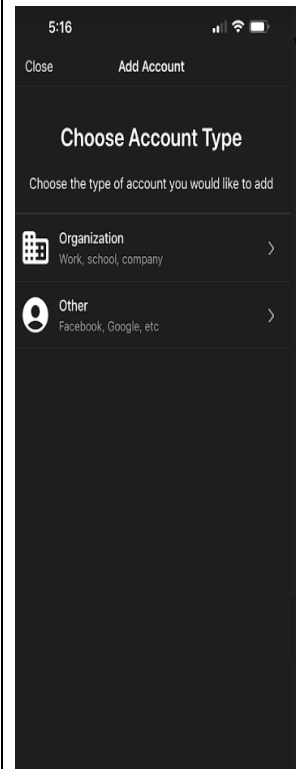 5:16
Close Add Account
Choose Account Type
Choose the type of account you would like to add
Organization
Work, school, company
Other
Facebook, Google, etc